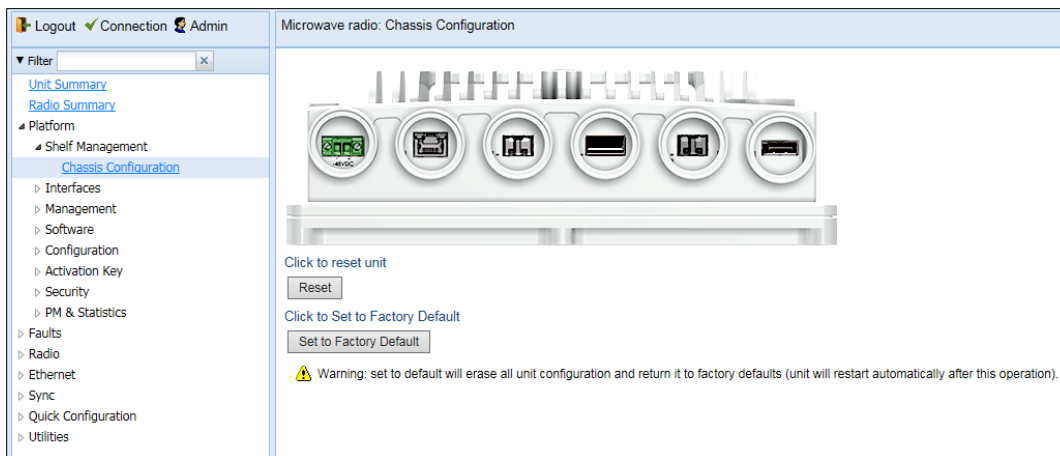 Logout Connection Admin
Microwave radio: Chassis Configuration
Filter
Unit Summary
Radio Summary
Platform
Shelf Management
Chassis Configuration
Interfaces
Management
Software
Configuration
Activation Key
Security
PM & Statistics
Faults
Radio
Ethernet
Sync
Quick Configuration
Utilities
-48VDC
Click to reset unit
Reset
Click to Set to Factory Default
Set to Factory Default
Warning: set to default will erase all unit configuration and return it to factory defaults (unit will restart automatically after this operation).